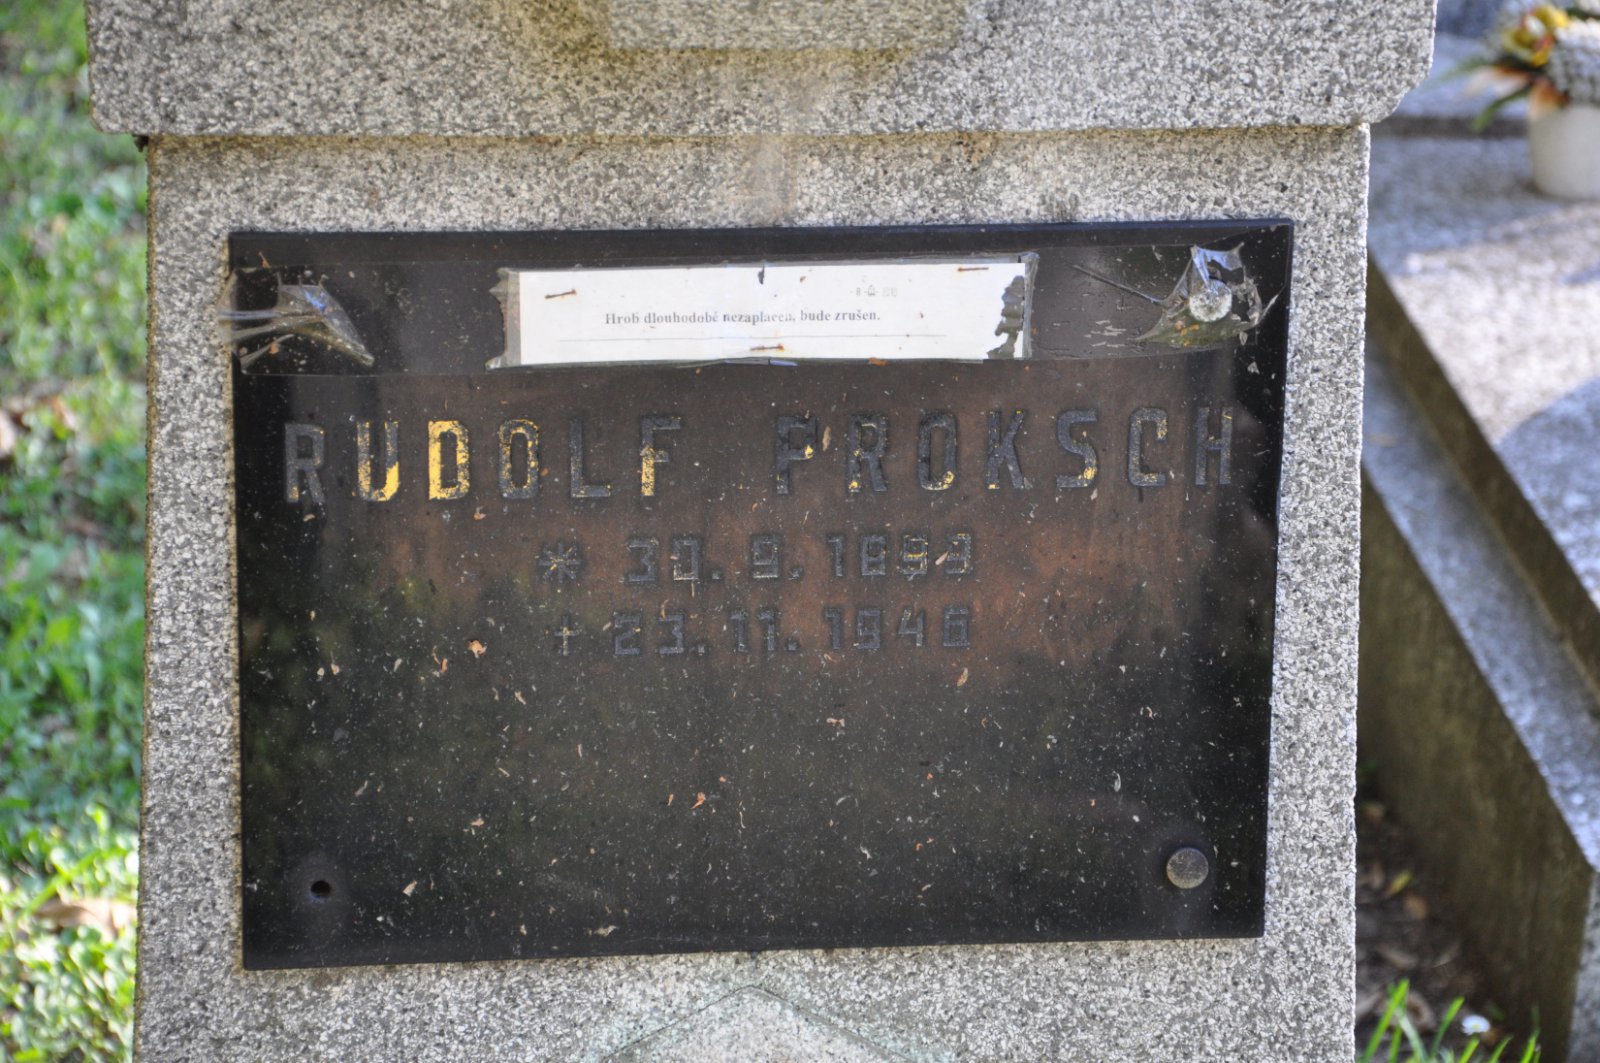 Hrob dlouhodobě nezaplacen, bude zrušen.
RUDOLF PROKSCH
* 30. 9. 1893
+ 23. 11. 1946